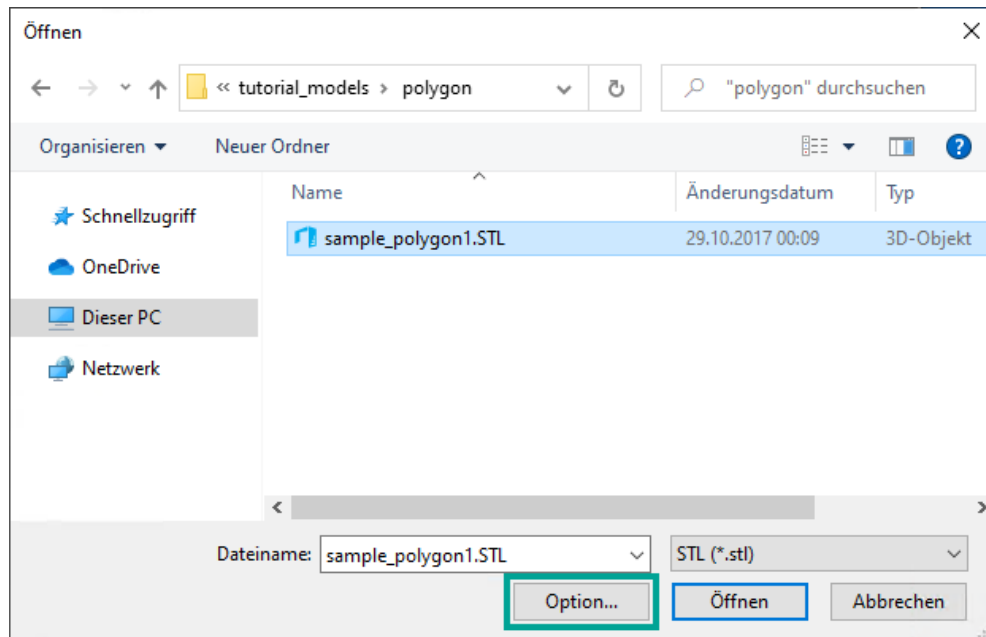 Öffnen
« tutorial_models › polygon
"polygon" durchsuchen
Organisieren
Neuer Ordner
?
Name
Änderungsdatum
Typ
Schnellzugriff
OneDrive
Dieser PC
Netzwerk
sample_polygon1.STL
29.10.2017 00:09
3D-Objekt
Dateiname:
sample_polygon1.STL
STL (*.stl)
Option...
Öffnen
Abbrechen